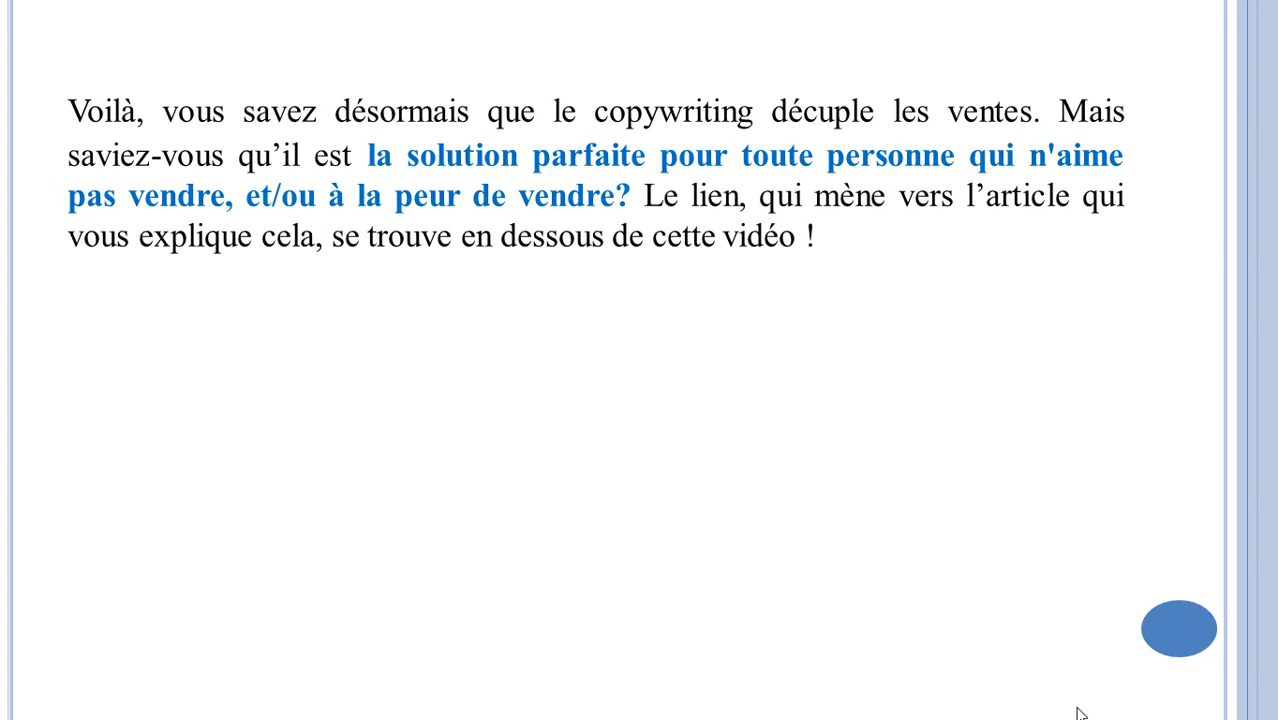 Voilà, vous savez désormais que le copywriting décuple les ventes. Mais
saviez-vous qu’il est la solution parfaite pour toute personne qui n'aime
pas vendre, et/ou à la peur de vendre? Le lien, qui mène vers l’article qui
vous explique cela, se trouve en dessous de cette vidéo !